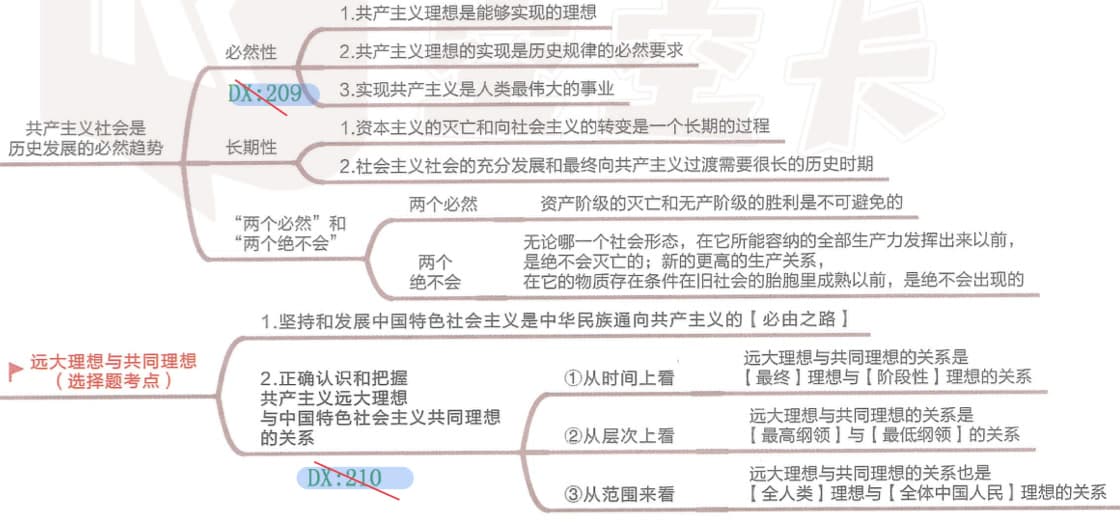 共产主义社会是
历史发展的必然趋势
必然性
DX:209
1.共产主义理想是能够实现的理想
2.共产主义理想的实现是历史规律的必然要求
3.实现共产主义是人类最伟大的事业
长期性
1.资本主义的灭亡和向社会主义的转变是一个长期的过程
2.社会主义社会的充分发展和最终向共产主义过渡需要很长的历史时期
“两个必然”和
“两个绝不会”
两个必然
资产阶级的灭亡和无产阶级的胜利是不可避免的
两个
绝不会
无论哪一个社会形态，在它所能容纳的全部生产力发挥出来以前，
是绝不会灭亡的；新的更高的生产关系，
在它的物质存在条件在旧社会的胎胞里成熟以前，是绝不会出现的
远大理想与共同理想
（选择题考点）
1.坚持和发展中国特色社会主义是中华民族通向共产主义的【必由之路】
2.正确认识和把握
共产主义远大理想
与中国特色社会主义共同理想
的关系
DX:210
①从时间上看
远大理想与共同理想的关系是
【最终】理想与【阶段性】理想的关系
②从层次上看
远大理想与共同理想的关系是
【最高纲领】与【最低纲领】的关系
③从范围来看
远大理想与共同理想的关系也是
【全人类】理想与【全体中国人民】理想的关系